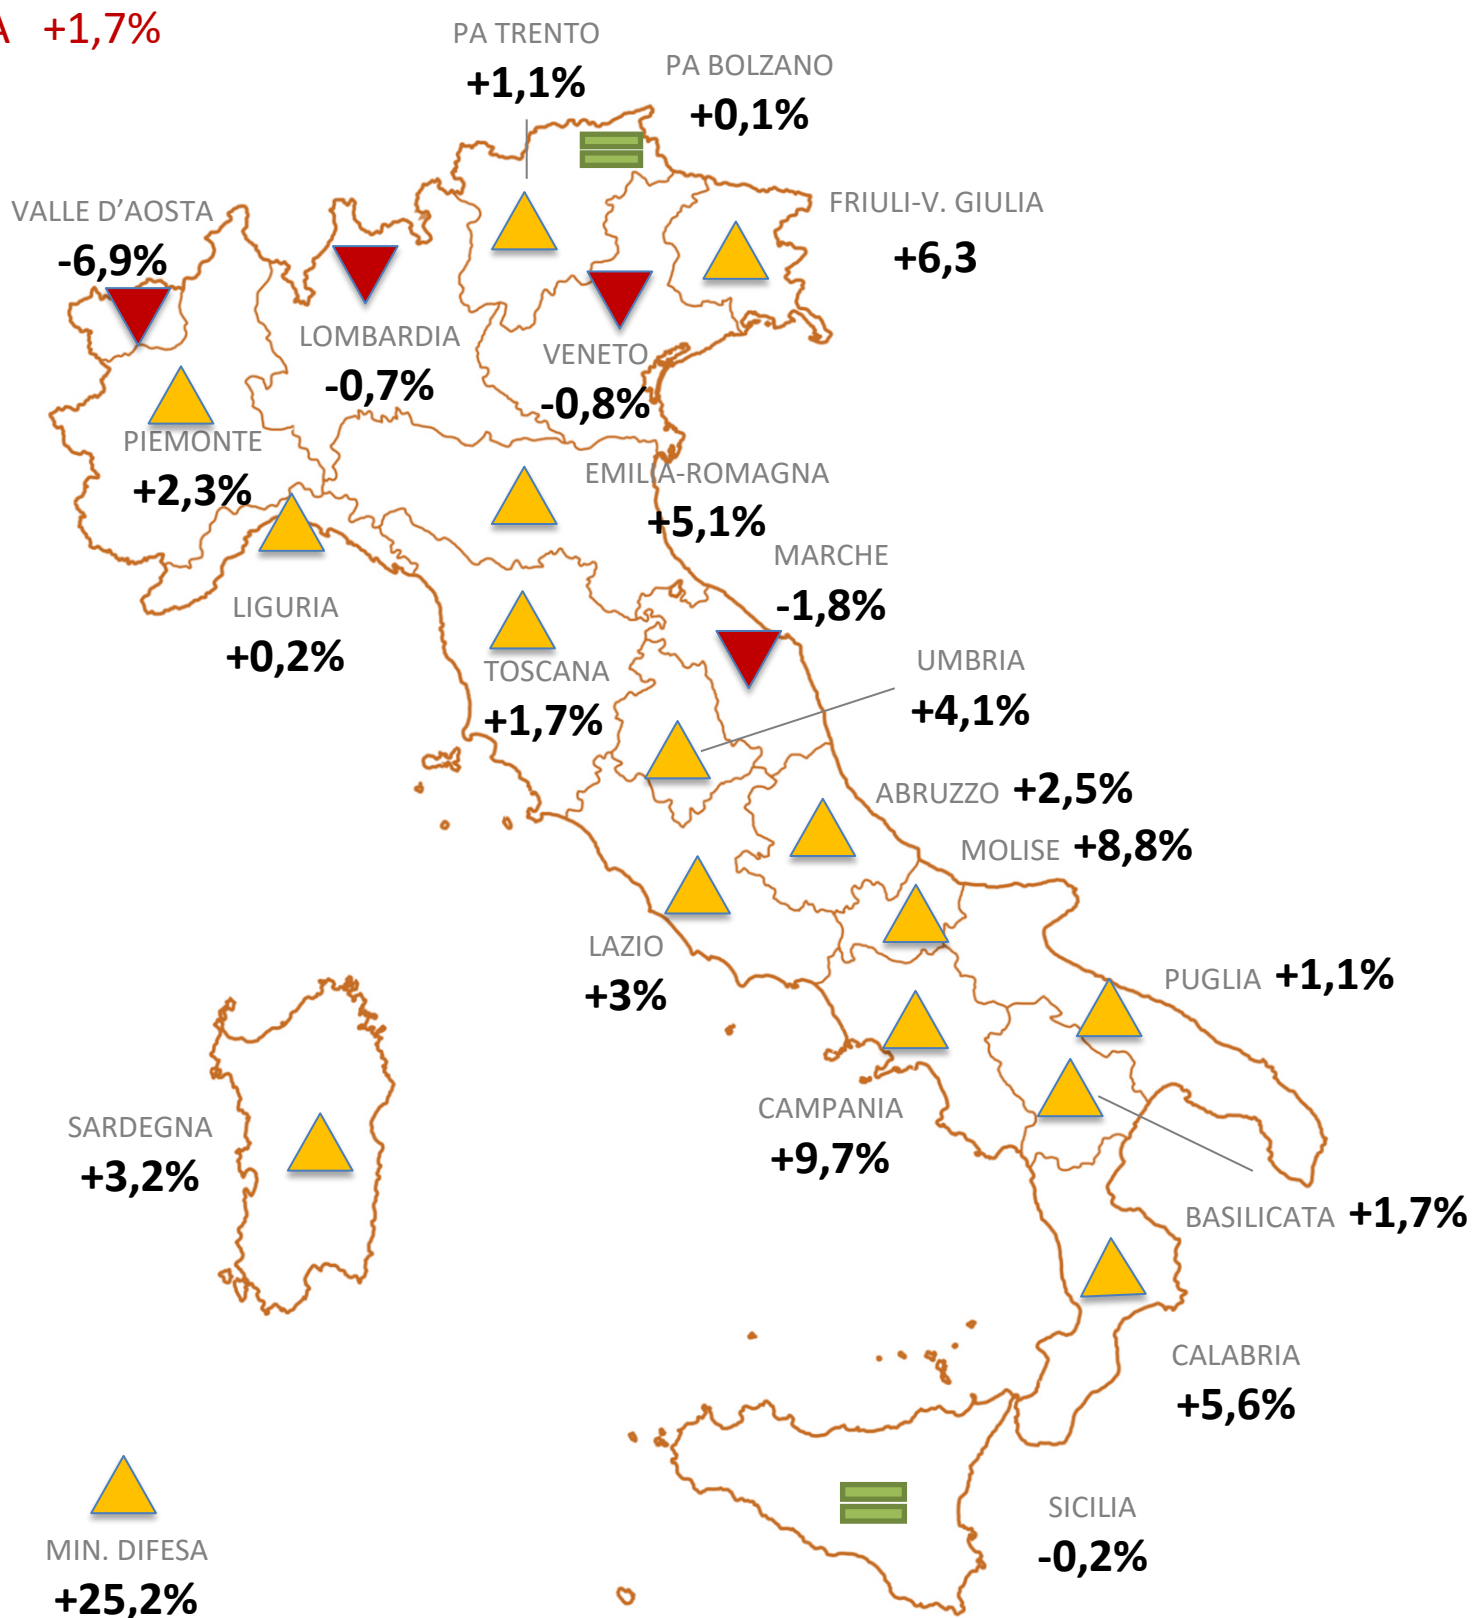 A +1,7%
PA TRENTO
+1,1%
PA BOLZANO
+0,1%
VALLE D’AOSTA
-6,9%
FRIULI-V. GIULIA
+6,3
LOMBARDIA
-0,7%
VENETO
-0,8%
PIEMONTE
+2,3%
EMILIA-ROMAGNA
+5,1%
MARCHE
-1,8%
LIGURIA
+0,2%
TOSCANA
+1,7%
UMBRIA
+4,1%
ABRUZZO +2,5%
MOLISE +8,8%
LAZIO
+3%
PUGLIA +1,1%
CAMPANIA
+9,7%
SARDEGNA
+3,2%
BASILICATA +1,7%
CALABRIA
+5,6%
SICILIA
-0,2%
MIN. DIFESA
+25,2%